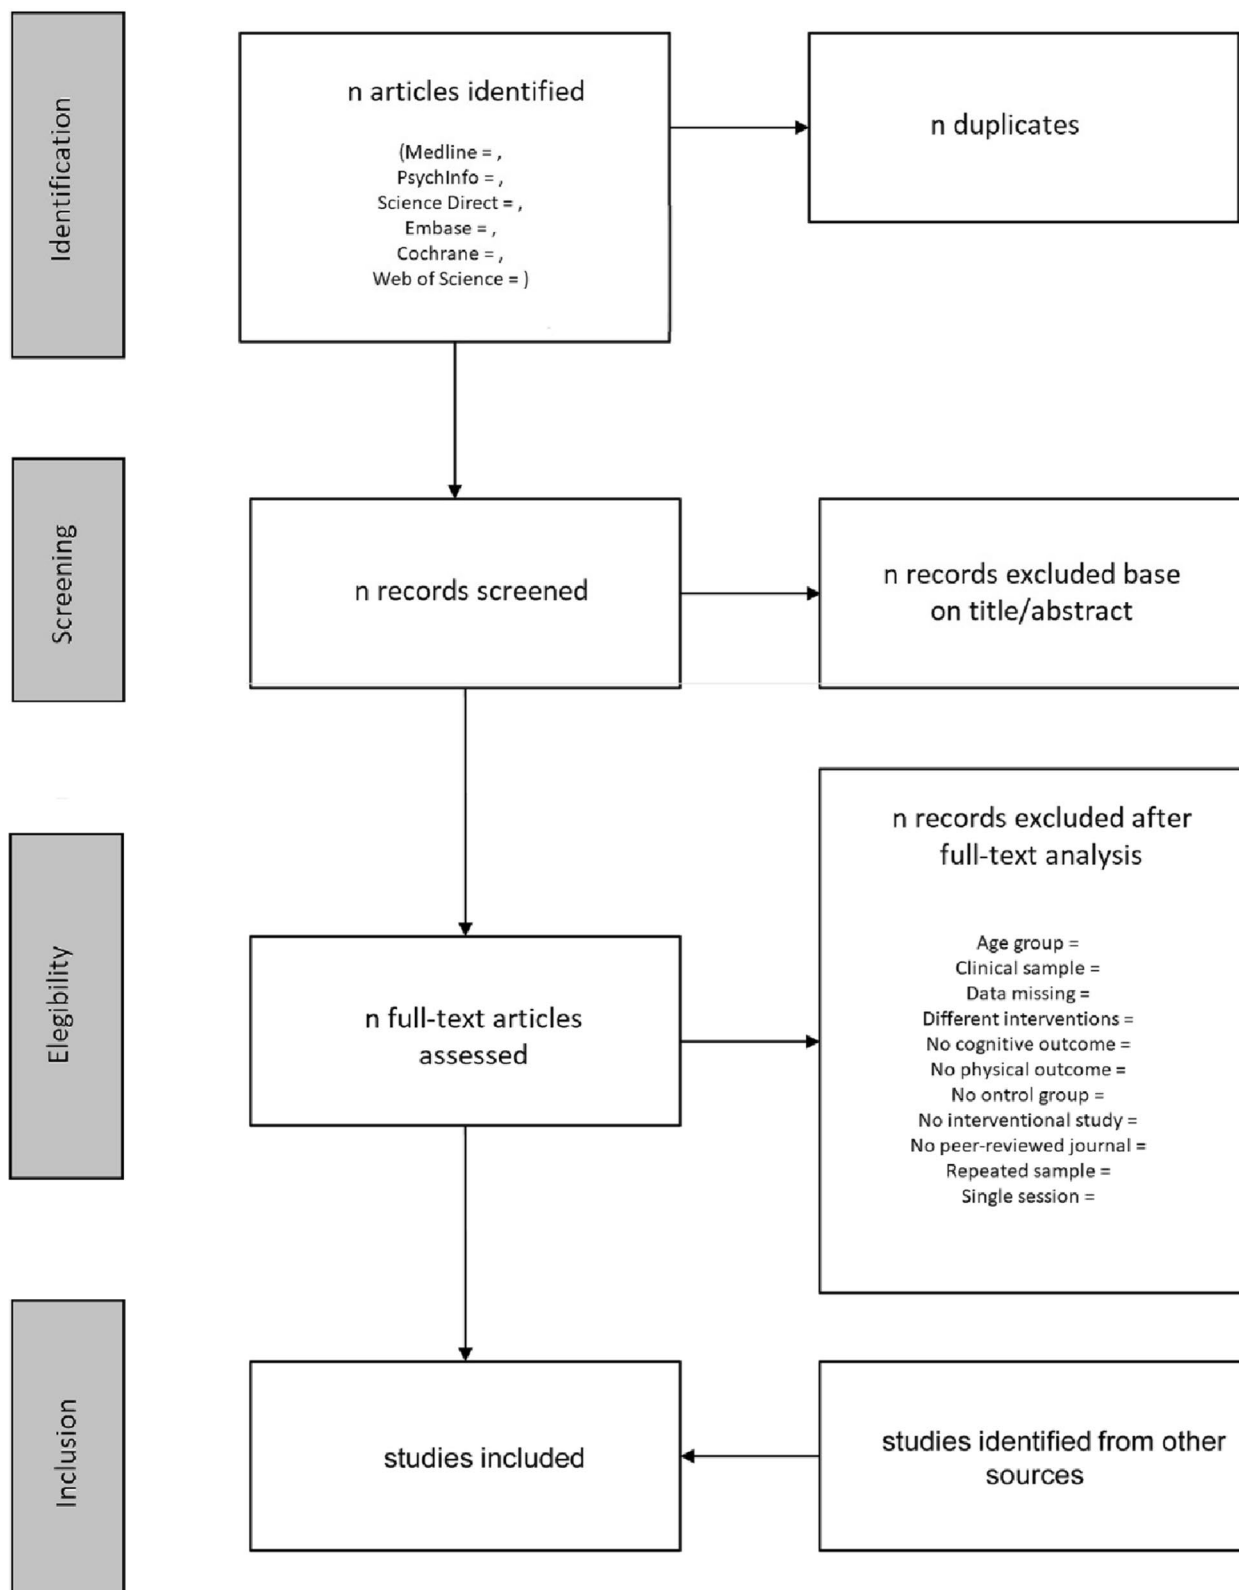 Identification
n articles identified
(Medline = ,
PsychInfo = ,
Science Direct = ,
Embase = ,
Cochrane = ,
Web of Science = )
n duplicates
Screening
n records screened
n records excluded base
on title/abstract
Elegibility
n full-text articles
assessed
n records excluded after
full-text analysis
Age group =
Clinical sample =
Data missing =
Different interventions =
No cognitive outcome =
No physical outcome =
No ontrol group =
No interventional study =
No peer-reviewed journal =
Repeated sample =
Single session =
Inclusion
studies included
studies identified from other
sources